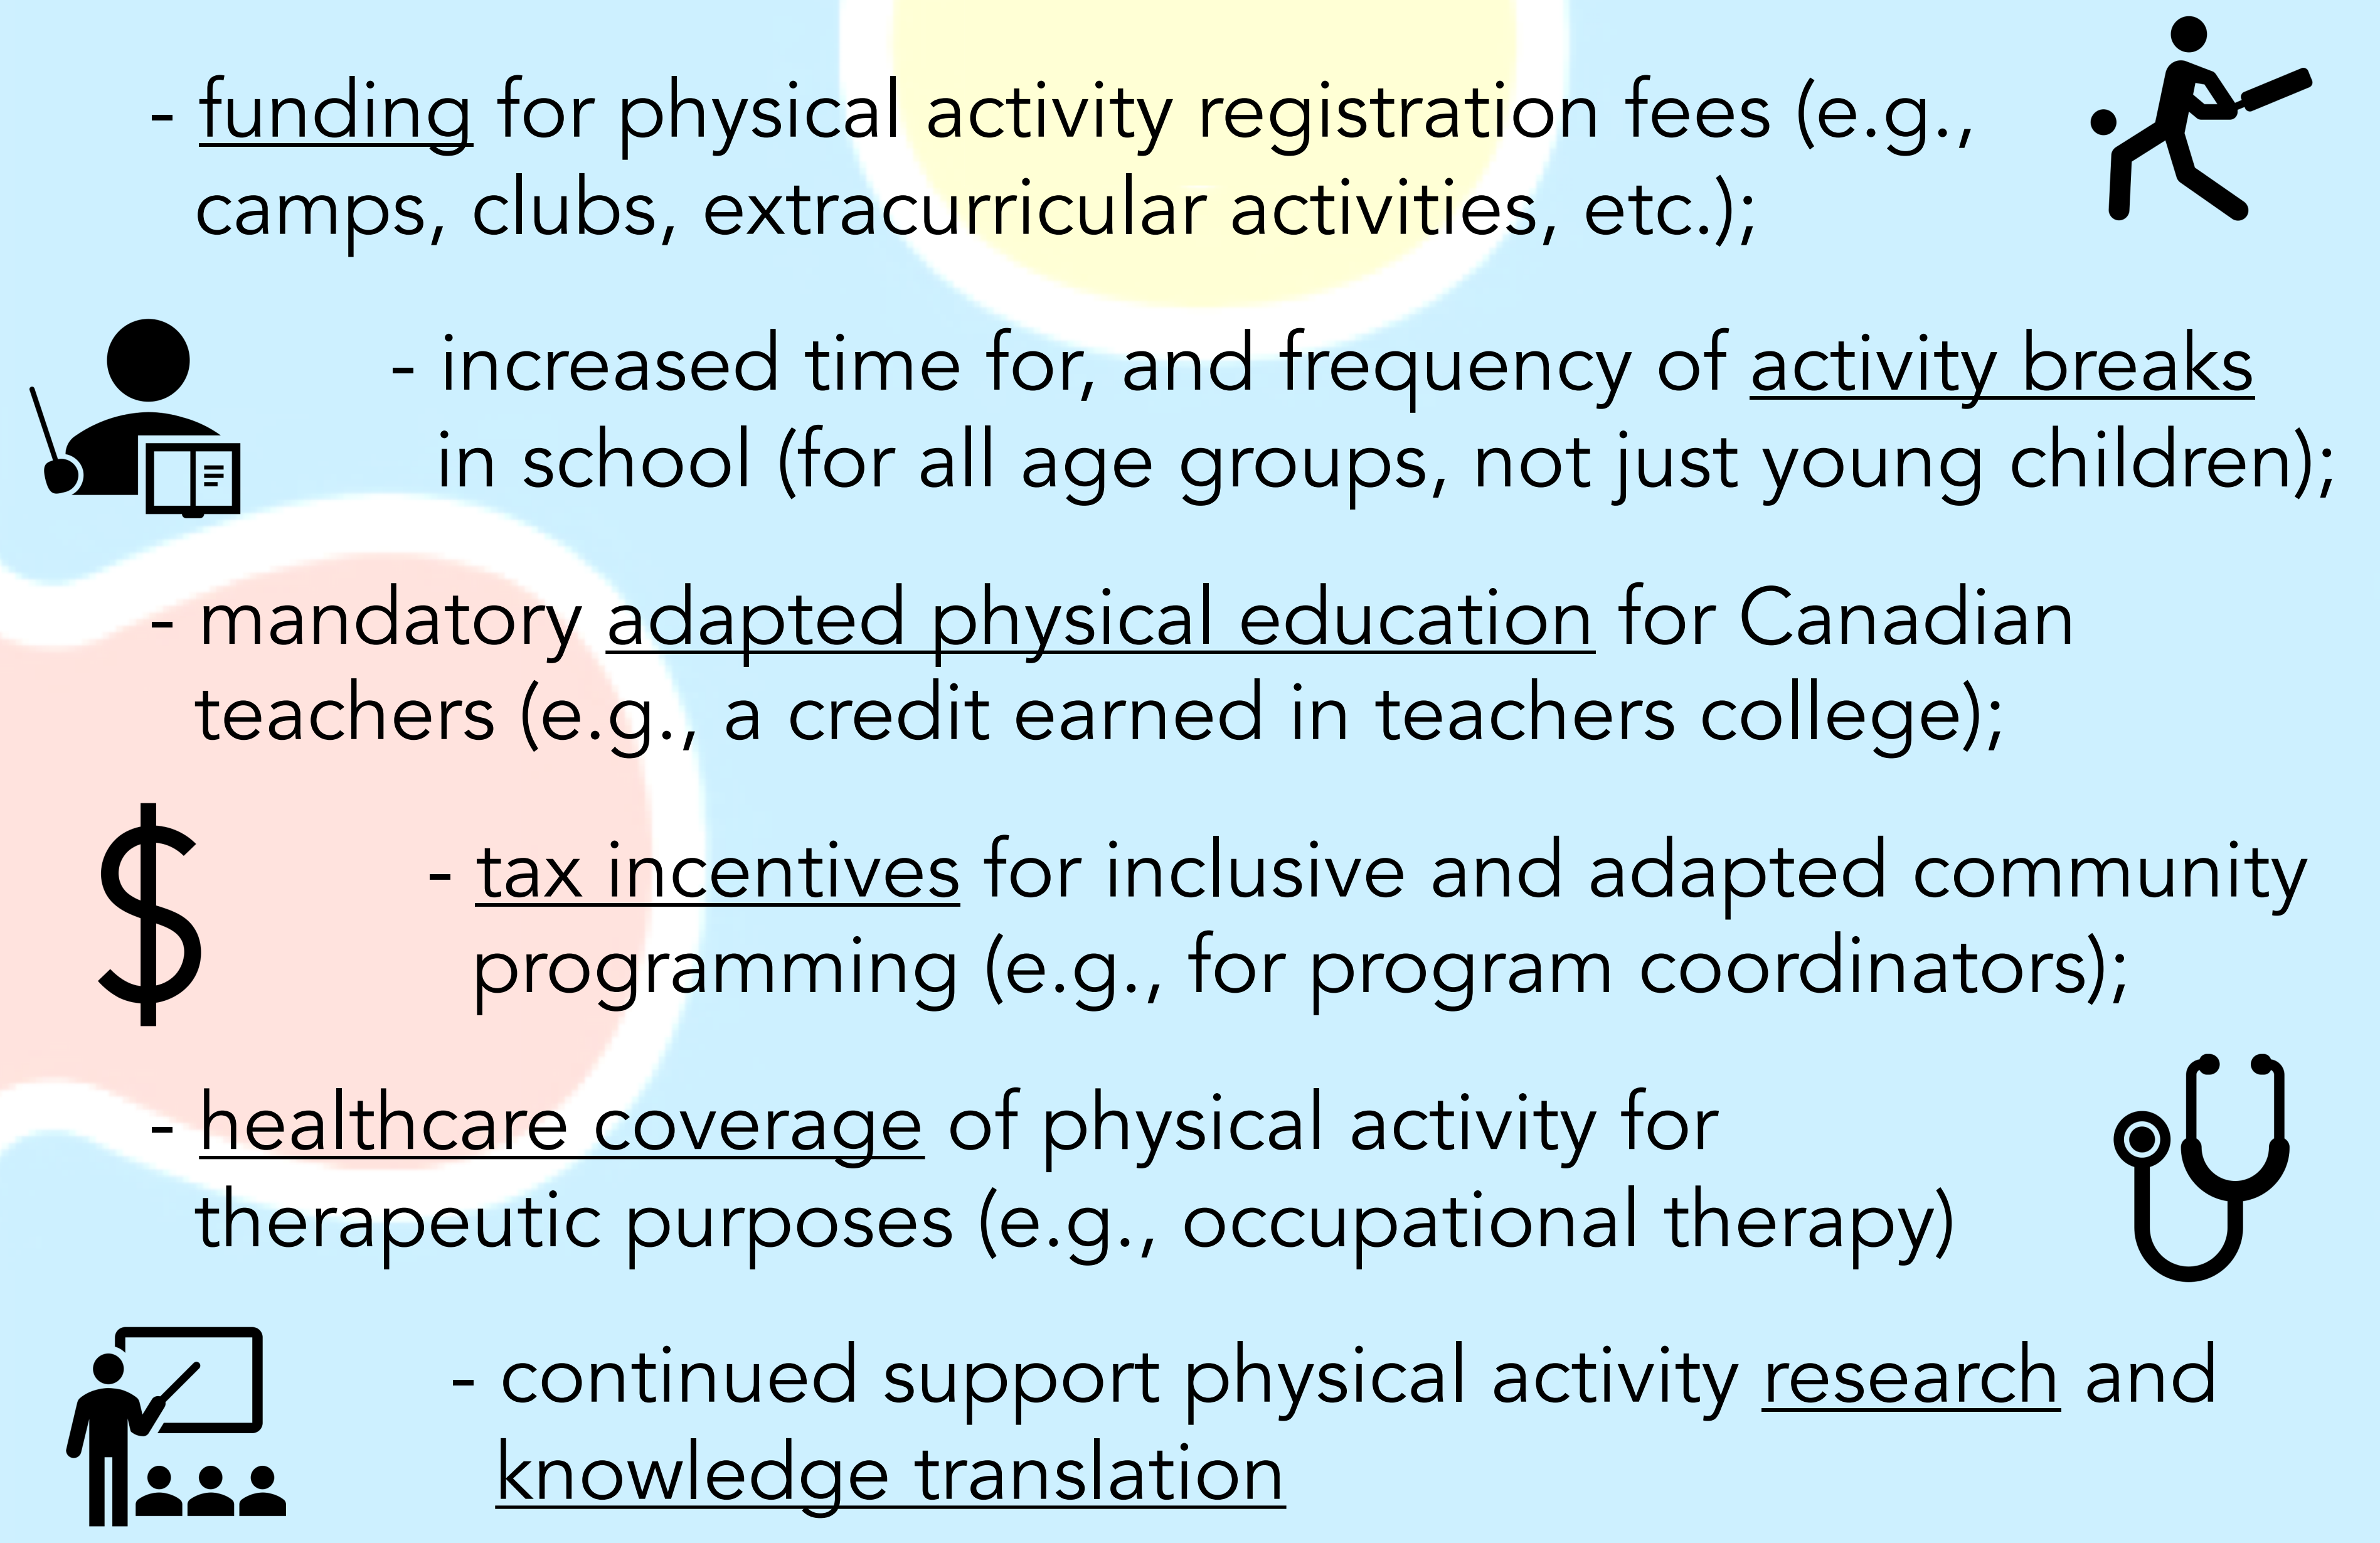 - funding for physical activity registration fees (e.g.,
camps, clubs, extracurricular activities, etc.);
- increased time for, and frequency of activity breaks
in school (for all age groups, not just young children);
- mandatory adapted physical education for Canadian
teachers (e.g., a credit earned in teachers college);
$
- tax incentives for inclusive and adapted community
programming (e.g., for program coordinators);
- healthcare coverage of physical activity for
therapeutic purposes (e.g., occupational therapy)
- continued support physical activity research and
knowledge translation